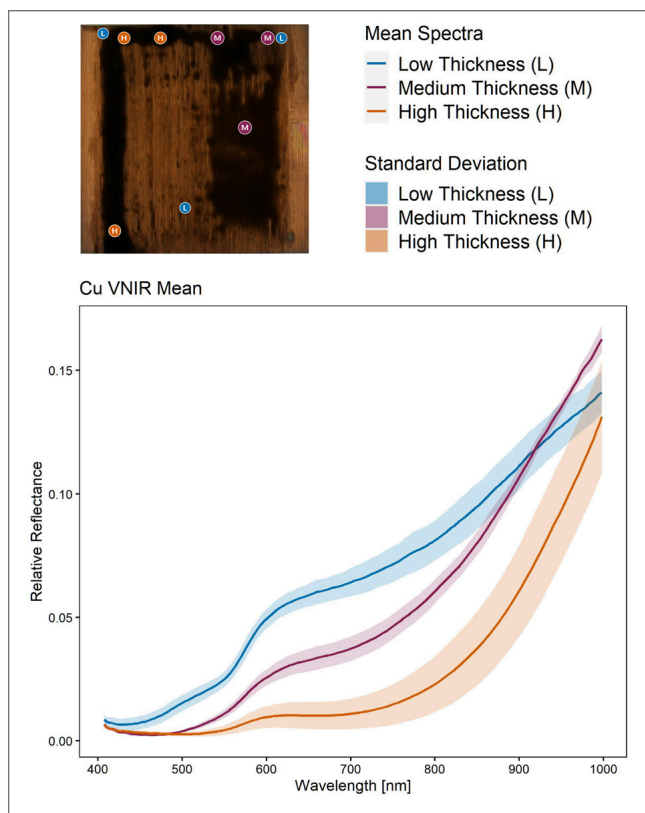 L H H M M L
M
L
H
Mean Spectra
Low Thickness (L)
Medium Thickness (M)
High Thickness (H)
Standard Deviation
Low Thickness (L)
Medium Thickness (M)
High Thickness (H)
Cu VNIR Mean
Relative Reflectance
0.15
0.10
0.05
0.00
400 500 600 700 800 900 1000
Wavelength [nm]